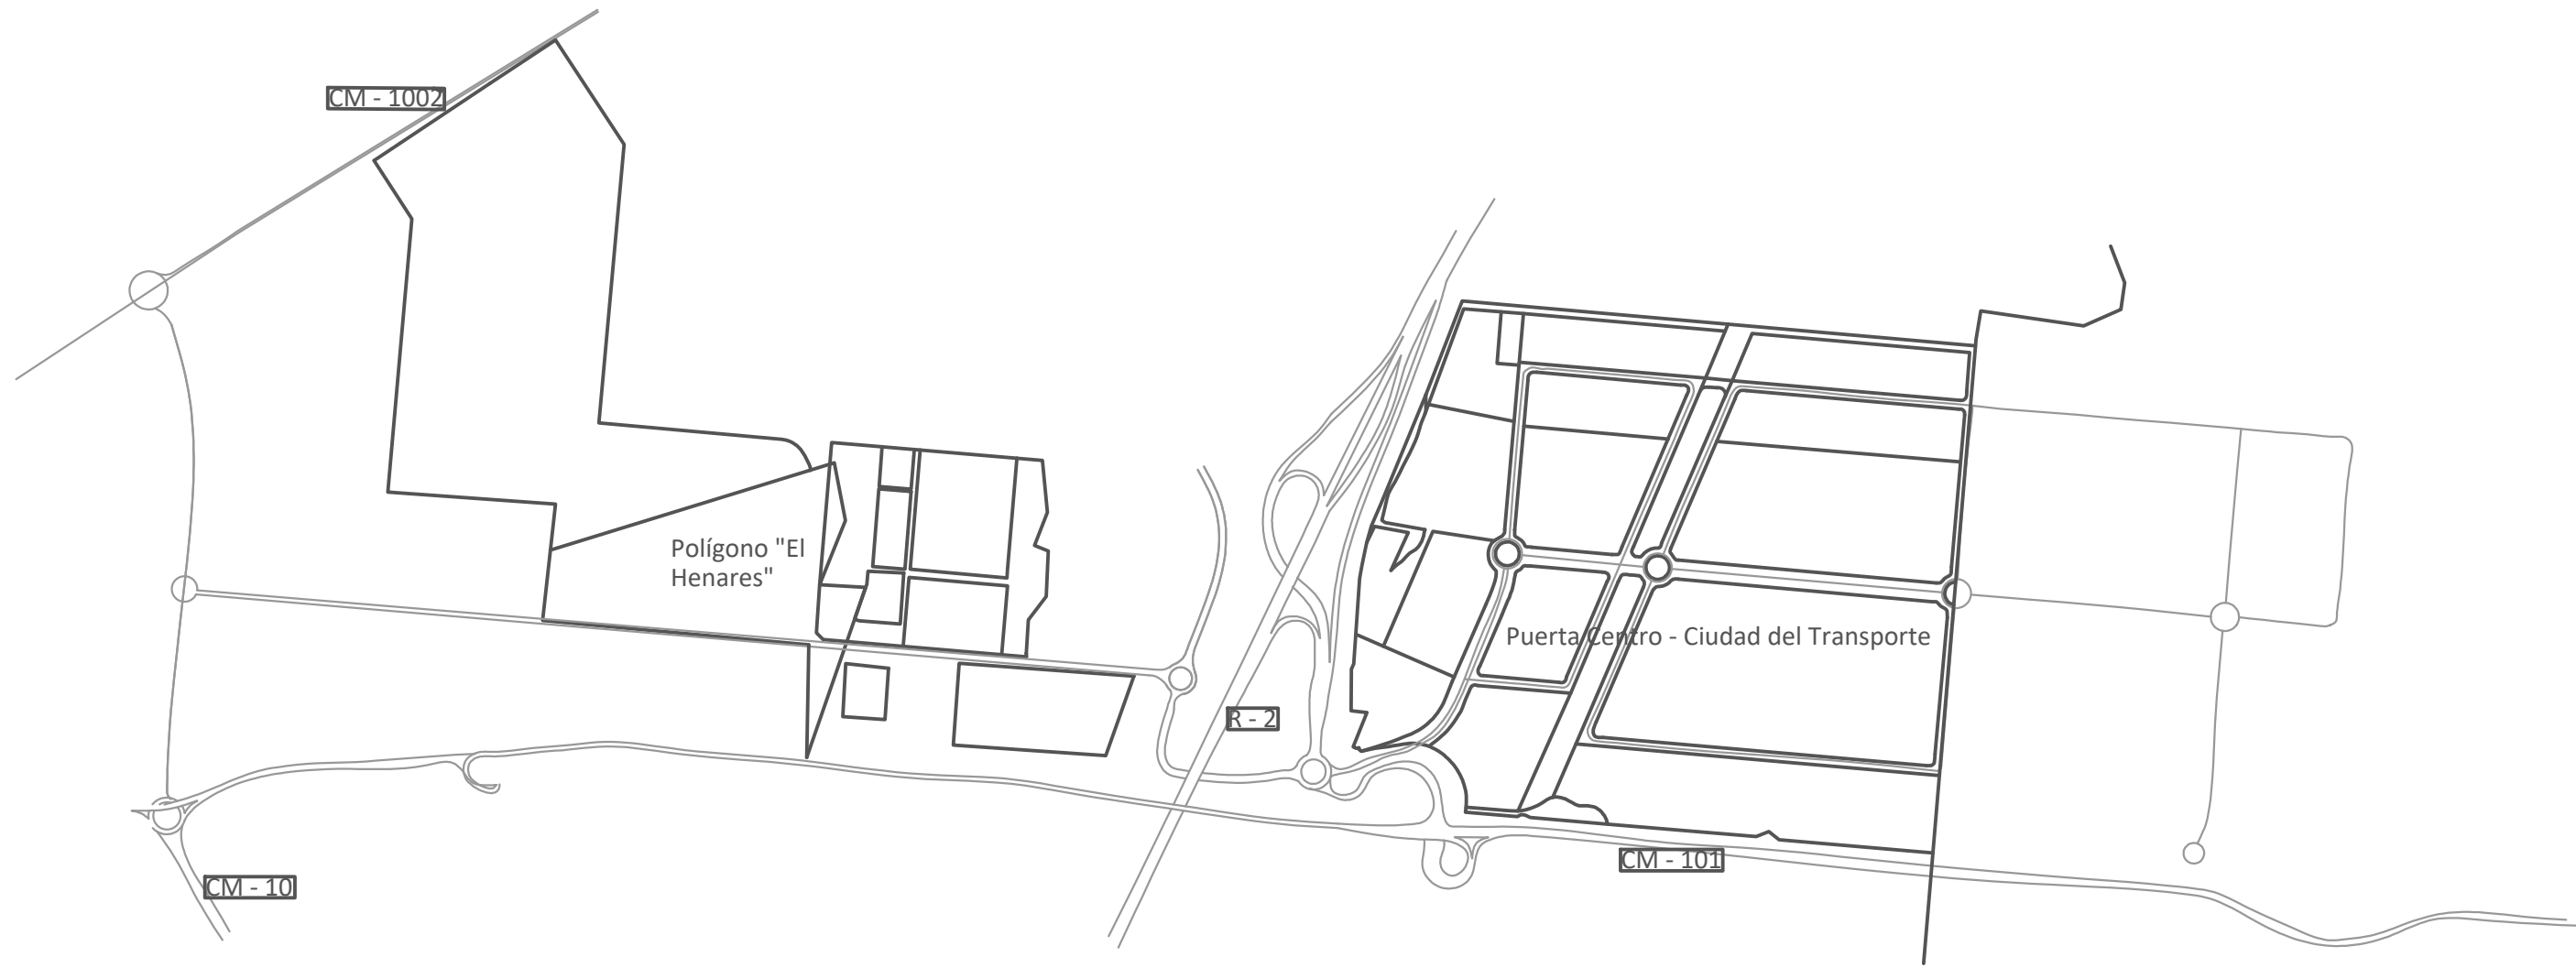 CM - 1002
Polígono "El
Henares"
Puerta Centro - Ciudad del Transporte
R - 2
CM - 101
CM - 10